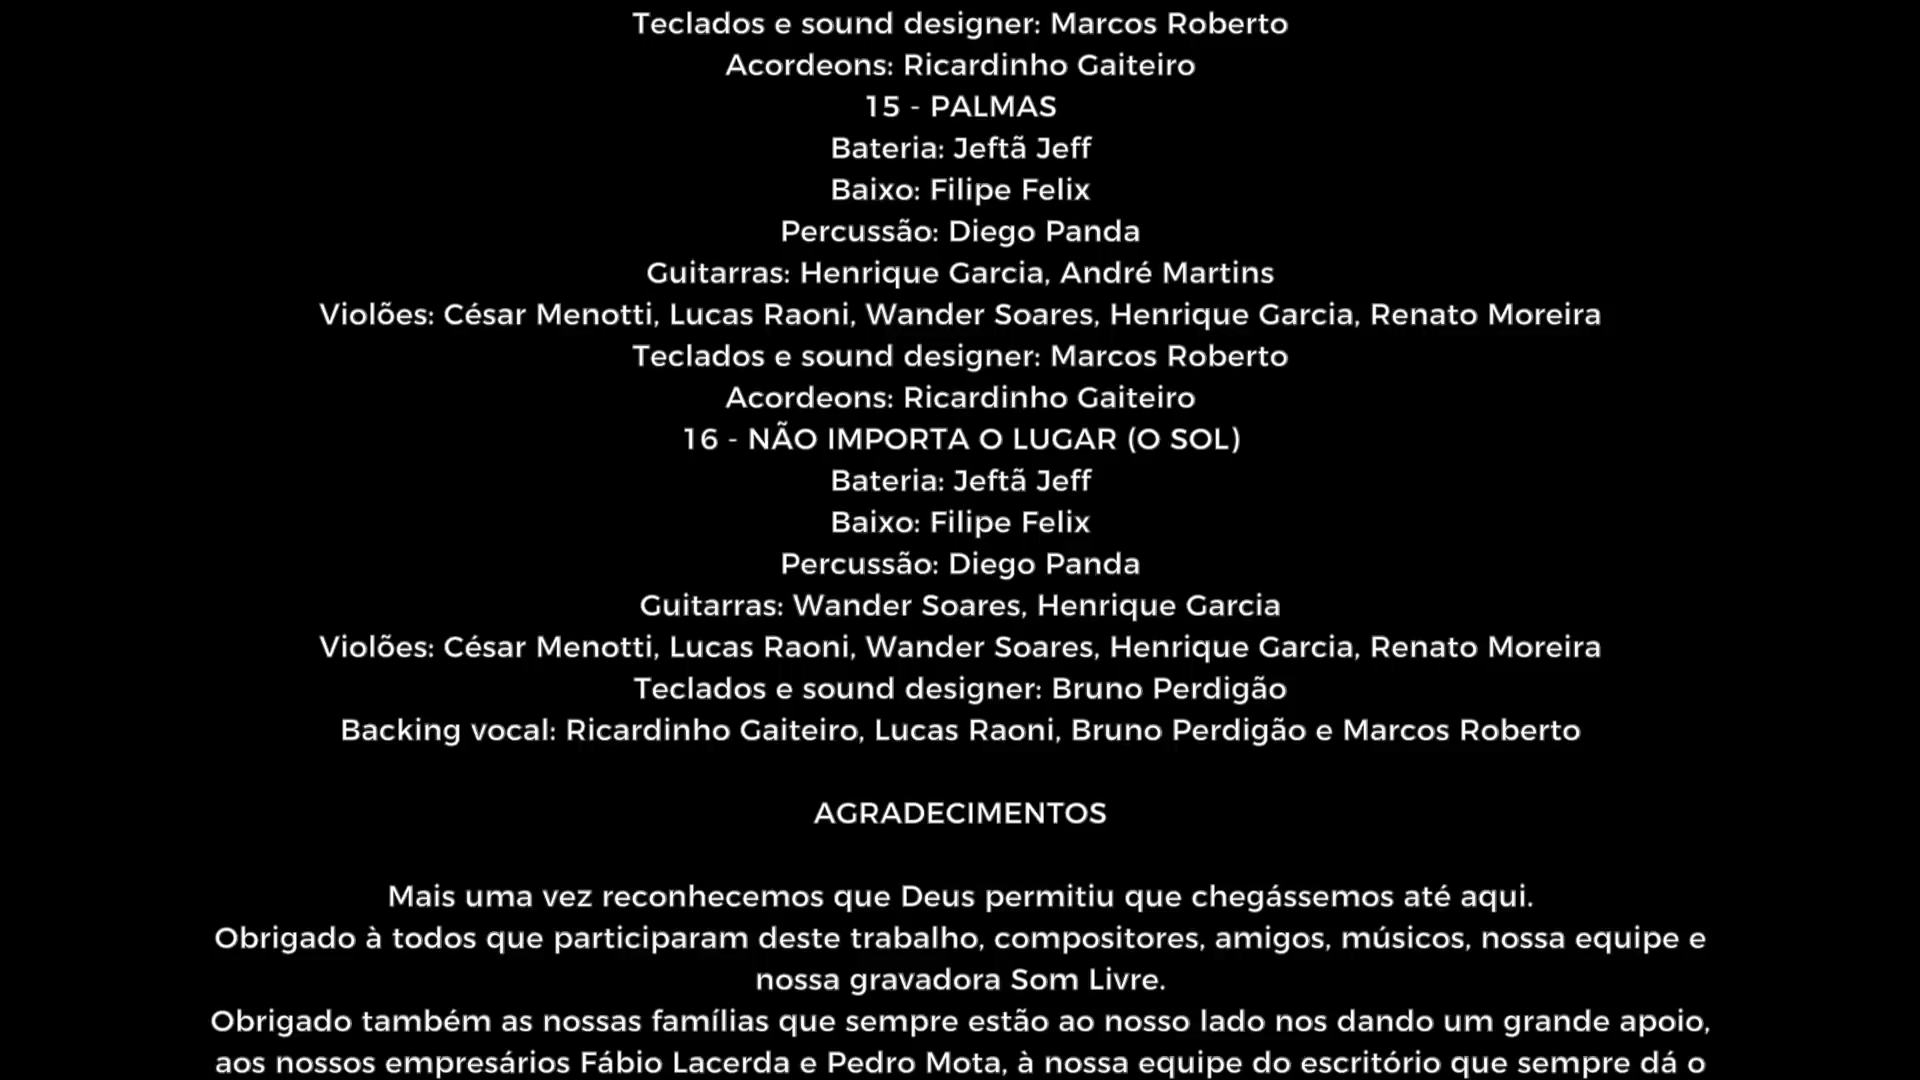 Teclados e sound designer: Marcos Roberto
Acordeons: Ricardinho Gaiteiro
15 - PALMAS
Bateria: Jeftã Jeff
Baixo: Filipe Felix
Percussão: Diego Panda
Guitarras: Henrique Garcia, André Martins
Violões: César Menotti, Lucas Raoni, Wander Soares, Henrique Garcia, Renato Moreira
Teclados e sound designer: Marcos Roberto
Acordeons: Ricardinho Gaiteiro
16 - NÃO IMPORTA O LUGAR (O SOL)
Bateria: Jeftã Jeff
Baixo: Filipe Felix
Percussão: Diego Panda
Guitarras: Wander Soares, Henrique Garcia
Violões: César Menotti, Lucas Raoni, Wander Soares, Henrique Garcia, Renato Moreira
Teclados e sound designer: Bruno Perdigão
Backing vocal: Ricardinho Gaiteiro, Lucas Raoni, Bruno Perdigão e Marcos Roberto
AGRADECIMENTOS
Mais uma vez reconhecemos que Deus permitiu que chegássemos até aqui.
Obrigado à todos que participaram deste trabalho, compositores, amigos, músicos, nossa equipe e
nossa gravadora Som Livre.
Obrigado também as nossas famílias que sempre estão ao nosso lado nos dando um grande apoio,
aos nossos empresários Fábio Lacerda e Pedro Mota, à nossa equipe do escritório que sempre dá o